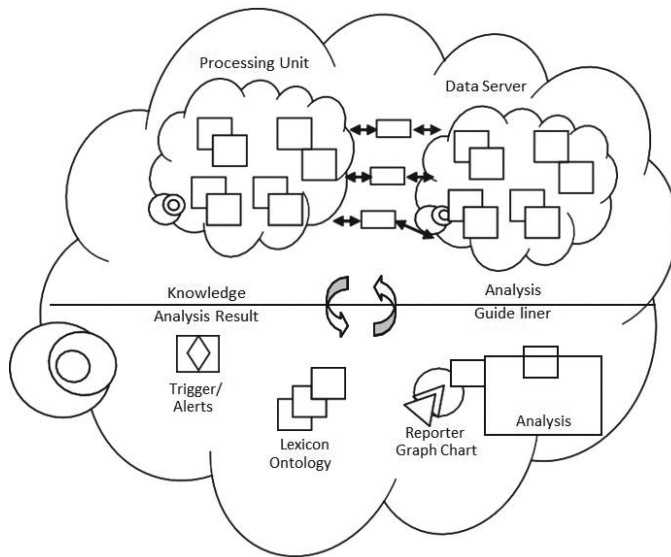 Processing Unit
Data Server
Knowledge
Analysis Result
Analysis
Guide liner
Trigger/
Alerts
Lexicon
Ontology
Reporter
Graph Chart
Analysis